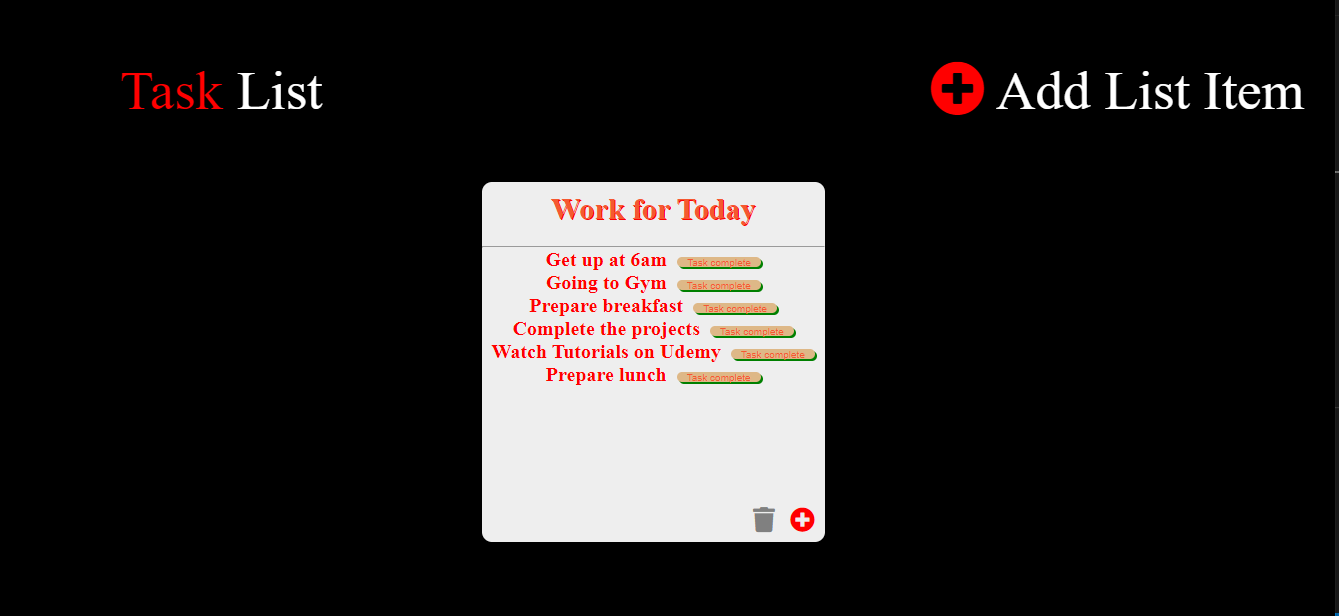 Task List
Add List Item
Work for Today
Get up at 6am Task complete
Going to Gym Task complete
Prepare breakfast Task complete
Complete the projects Task complete
Watch Tutorials on Udemy Task complete
Prepare lunch Task complete